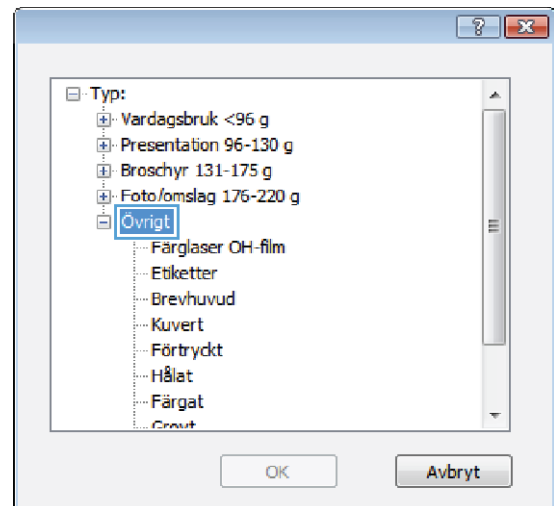 Typ:
Vardagsbruk <96 g
Presentation 96-130 g
Broschyr 131-175 g
Foto/omslag 176-220 g
Övrigt
Färglaser OH-film
Etiketter
Brevhuvud
Kuvert
Förtryckt
Hålat
Färgat
OK Avbryt